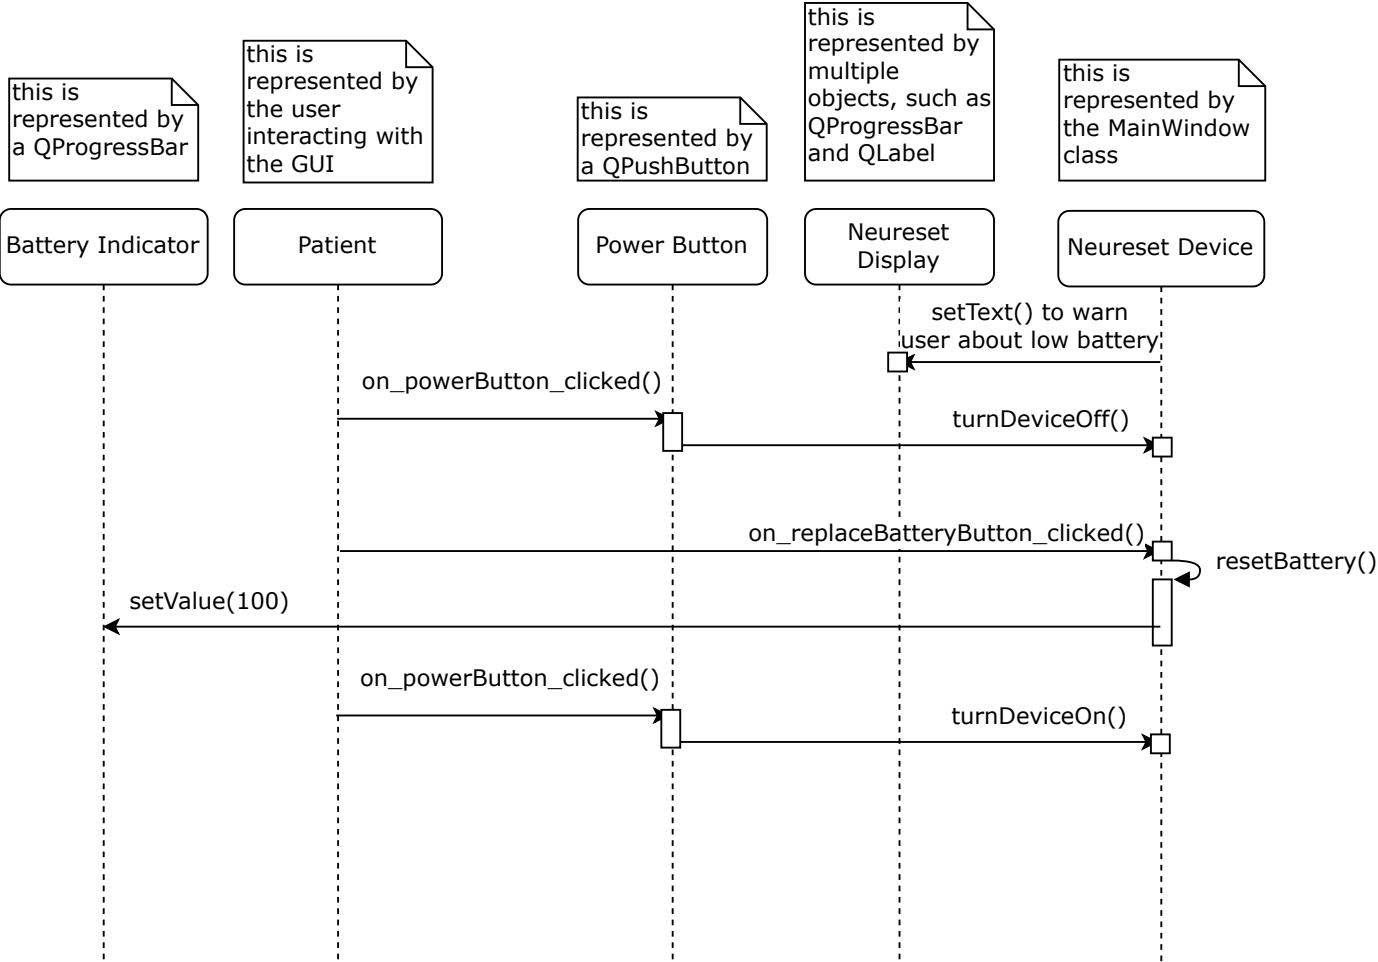 this is
represented by
a QProgressBar
this is
represented by
the user
interacting with
the GUI
this is
represented by
a QPushButton
this is
represented by
multiple
objects, such as
QProgressBar
and QLabel
this is
represented by
the MainWindow
class
Battery Indicator
Patient
Power Button
Neureset
Display
Neureset Device
setText() to warn
user about low battery
on_powerButton_clicked()
turnDeviceOff()
on_replaceBatteryButton_clicked()
resetBattery()
setValue(100)
on_powerButton_clicked()
turnDeviceOn()